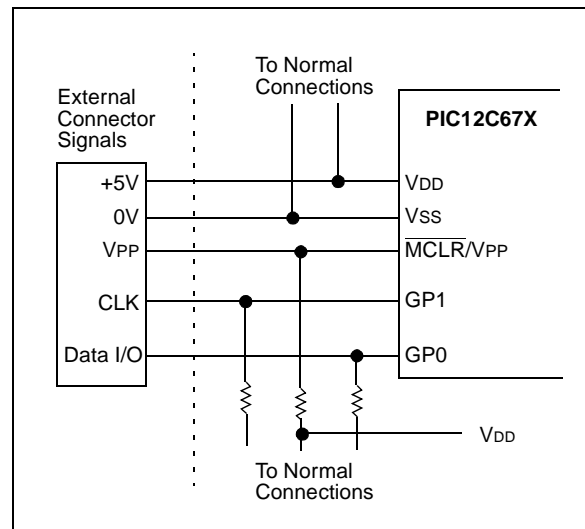 To Normal
Connections
External
Connector
Signals
PIC12C67X
+5V
VDD
0V
VSS
VPP
MCLR/VPP
CLK
GP1
Data I/O
GP0
VDD
To Normal
Connections